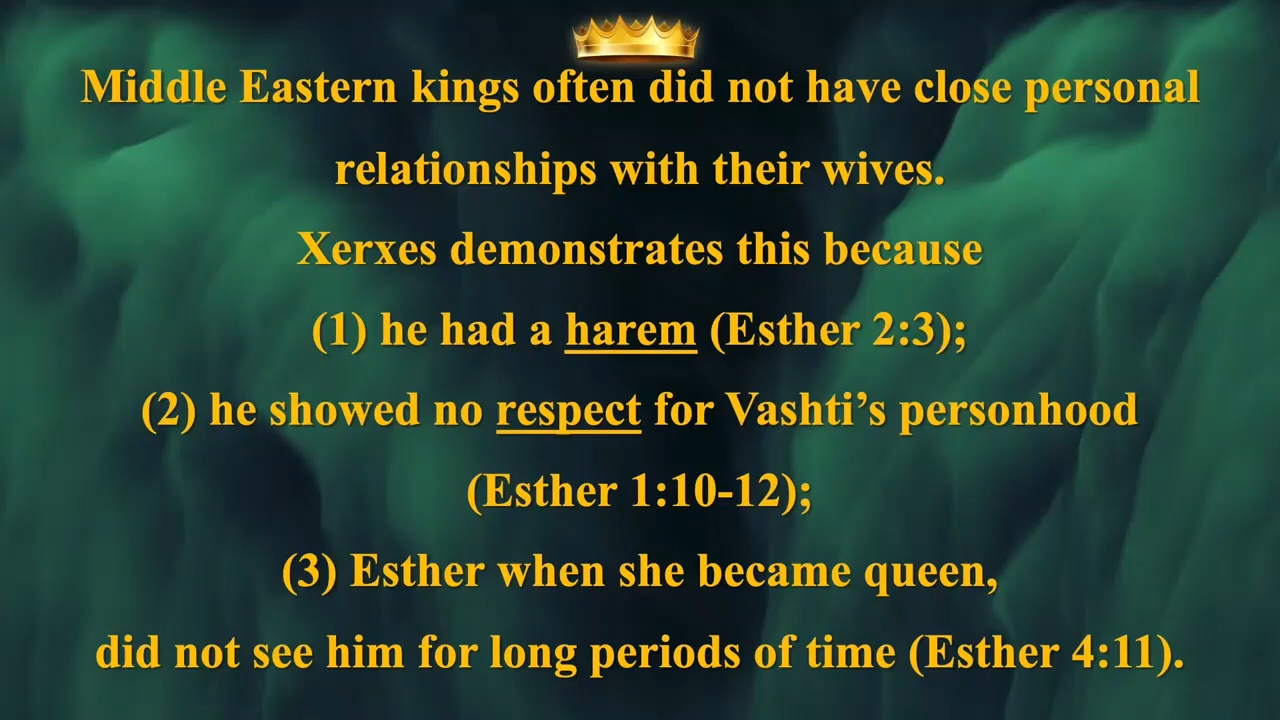 Middle Eastern kings often did not have close personal
relationships with their wives.
Xerxes demonstrates this because
(1) he had a harem (Esther 2:3);
(2) he showed no respect for Vashti’s personhood
(Esther 1:10-12);
(3) Esther when she became queen,
did not see him for long periods of time (Esther 4:11).